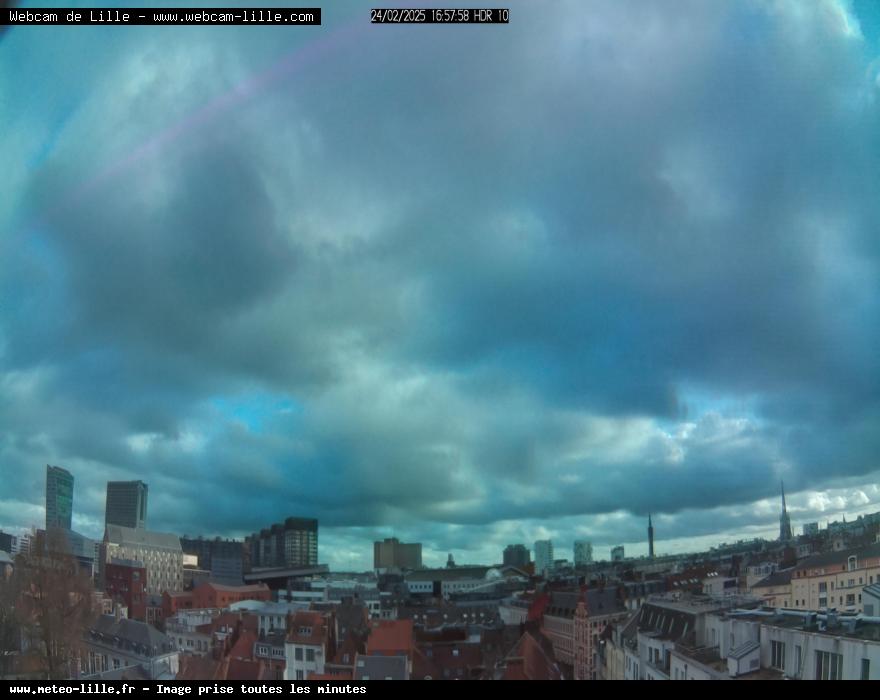 Webcam de Lille - www.webcam-lille.com
24/02/2025 16:57:58 HDR 10
www.meteo-lille.fr - Image prise toutes les minutes